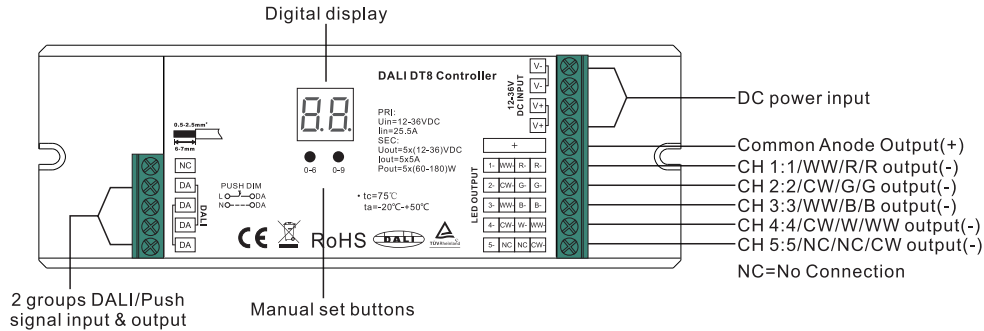 Digital display
DALI DT8 Controller
PRI:
Uin=12-36VDC
Iin=25.5A
SEC:
Uout=5x(12-36)VDC
Iout=5x5A
Pout=5x(60-180)W
• tc=75℃
ta=-20℃-+50℃
12-36V
DC INPUT
V-
V-
V+
V+
DC power input
+
Common Anode Output(+)
LED OUTPUT
1- WW- R- R-
CH 1:1/WW/R/R output(-)
2- CW- G- G-
CH 2:2/CW/G/G output(-)
3- WW- B- B-
CH 3:3/WW/B/B output(-)
4- CW- W- WW-
CH 4:4/CW/W/WW output(-)
5- NC NC CW-
CH 5:5/NC/NC/CW output(-)
NC=No Connection
0.5-2.5mm²
6-7mm
8.8.
0-6 0-9
NC
DA
DA
DA
DA
DALI
PUSH DIM
L DA
N DA
CE
RoHS
DALI
TÜVRheinland
2 groups DALI/Push
signal input & output
Manual set buttons